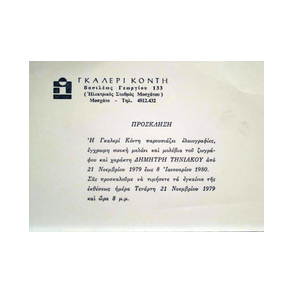 ΓΚΑΛΕΡΙ ΚΟΝΤΗ
Βασιλέως Γεωργίου 133
(Ἠλεκτρικὸς Σταθμὸς Μοσχάτου)
Μοσχάτο - Τηλ. 4812.432
ΠΡΟΣΚΛΗΣΗ
Ἡ Γκαλερί Κόντη παρουσιάζει ἐλαιογραφίες,
ἔγχρωμη σινική μελάνι καί μολύβια τοῦ ζωγρά-
φου καί χαράκτη ΔΗΜΗΤΡΗ ΤΗΝΙΑΚΟΥ ἀπό
21 Νοεμβρίου 1979 ἕως 8 Ἰανουαρίου 1980.
Σᾶς προσκαλοῦμε νά τιμήσετε τά ἐγκαίνια τῆς
ἐκθέσεως ἡμέρα Τετάρτη 21 Νοεμβρίου 1979
καί ὥρα 8 μ.μ.